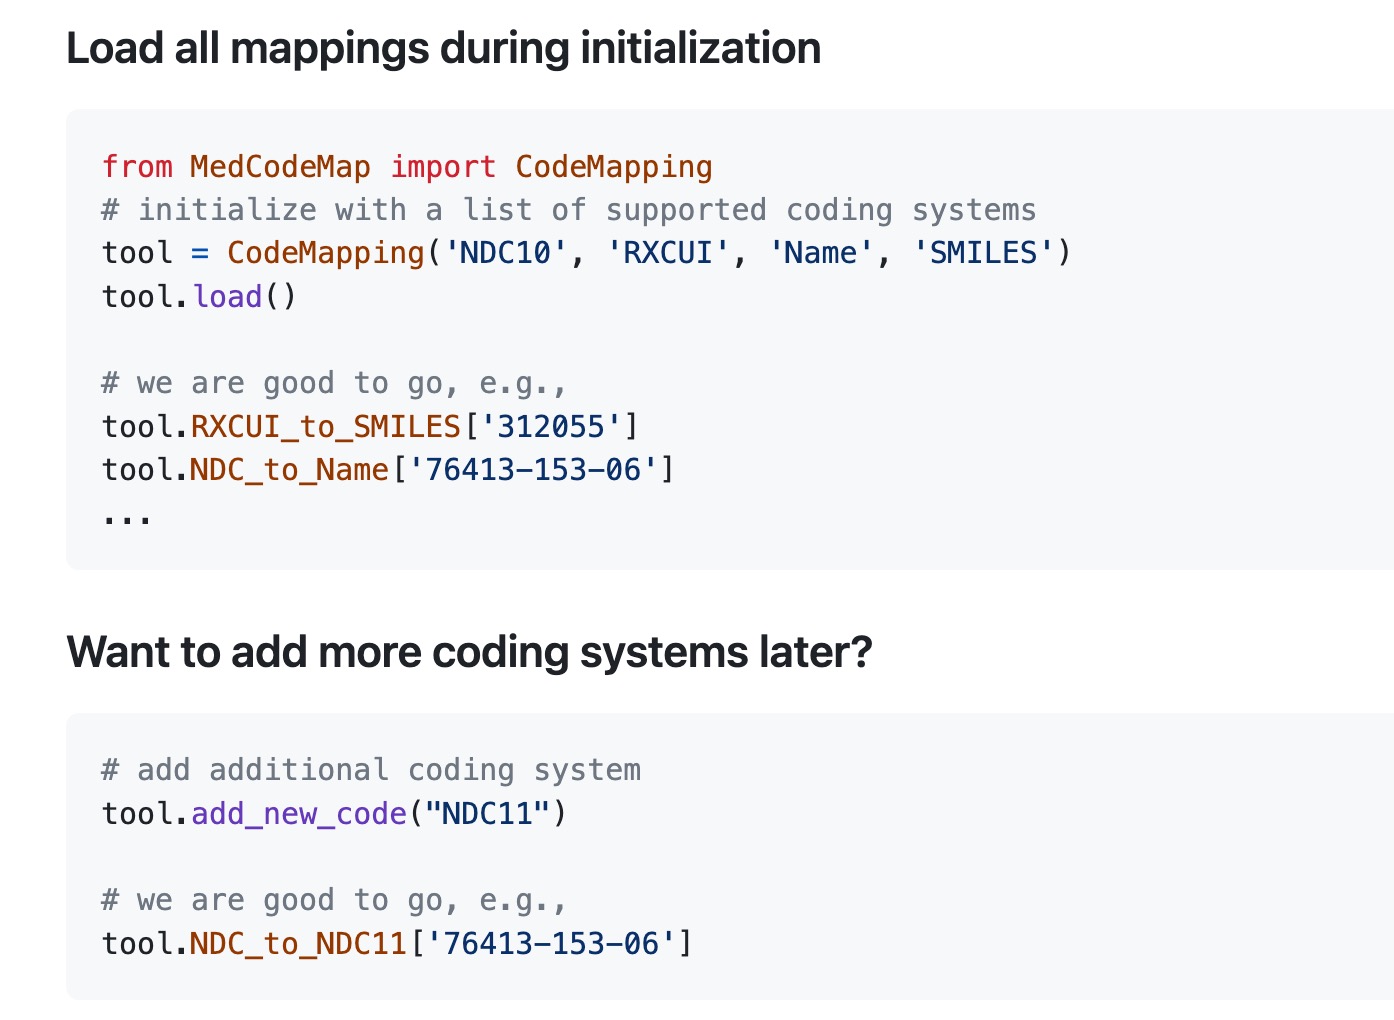 Load all mappings during initialization
from MedCodeMap import CodeMapping
# initialize with a list of supported coding systems
tool = CodeMapping('NDC10', 'RXCUI', 'Name', 'SMILES')
tool.load()
# we are good to go, e.g.,
tool.RXCUI_to_SMILES['312055']
tool.NDC_to_Name['76413-153-06']
...
Want to add more coding systems later?
# add additional coding system
tool.add_new_code("NDC11")
# we are good to go, e.g.,
tool.NDC_to_NDC11['76413-153-06']